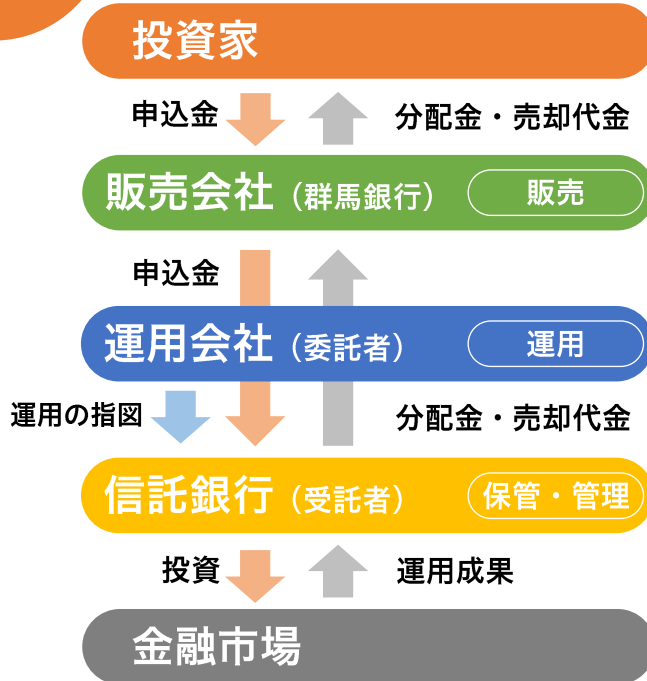 投資家
申込金 分配金・売却代金
販売会社（群馬銀行） 販売
申込金
運用会社（委託者） 運用
運用の指図 分配金・売却代金
信託銀行（受託者） 保管・管理
投資 運用成果
金融市場